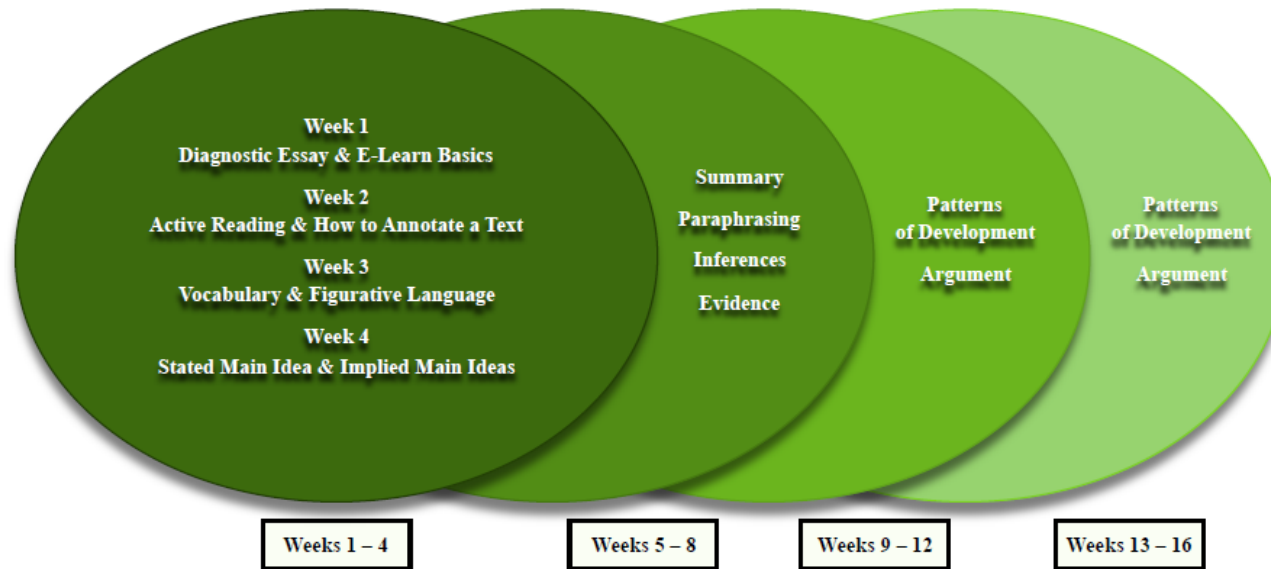 Week 1
Diagnostic Essay & E-Learn Basics
Week 2
Active Reading & How to Annotate a Text
Week 3
Vocabulary & Figurative Language
Week 4
Stated Main Idea & Implied Main Ideas
Summary
Paraphrasing
Inferences
Evidence
Patterns
of Development
Argument
Patterns
of Development
Argument
Weeks 1 – 4
Weeks 5 – 8
Weeks 9 – 12
Weeks 13 – 16